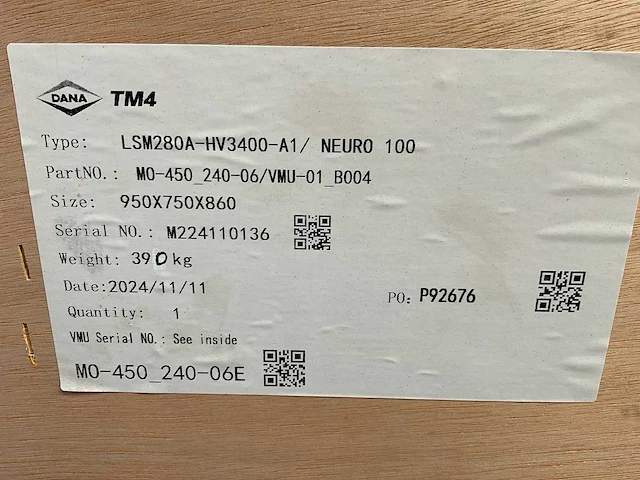 DANA TM4
Type: LSM280A-HV3400-A1/ NEURO 100
PartNO.: MO-450_240-06/VMU-01_B004
Size: 950X750X860
Serial NO.: M224110136
Weight: 390kg
Date:2024/11/11
PO: P92676
Quantity: 1
VMU Serial NO.: See inside
MO-450_240-06E